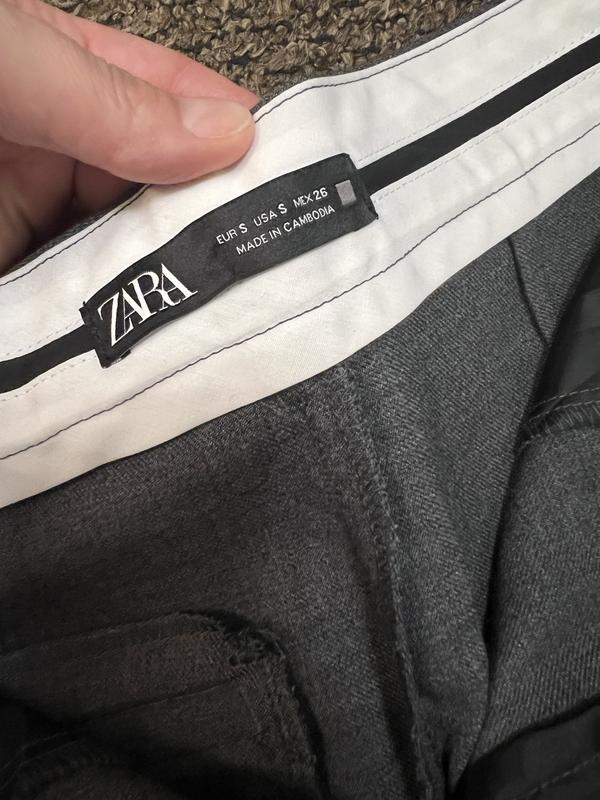 ZARA
EUR S USA S MEX 26
MADE IN CAMBODIA